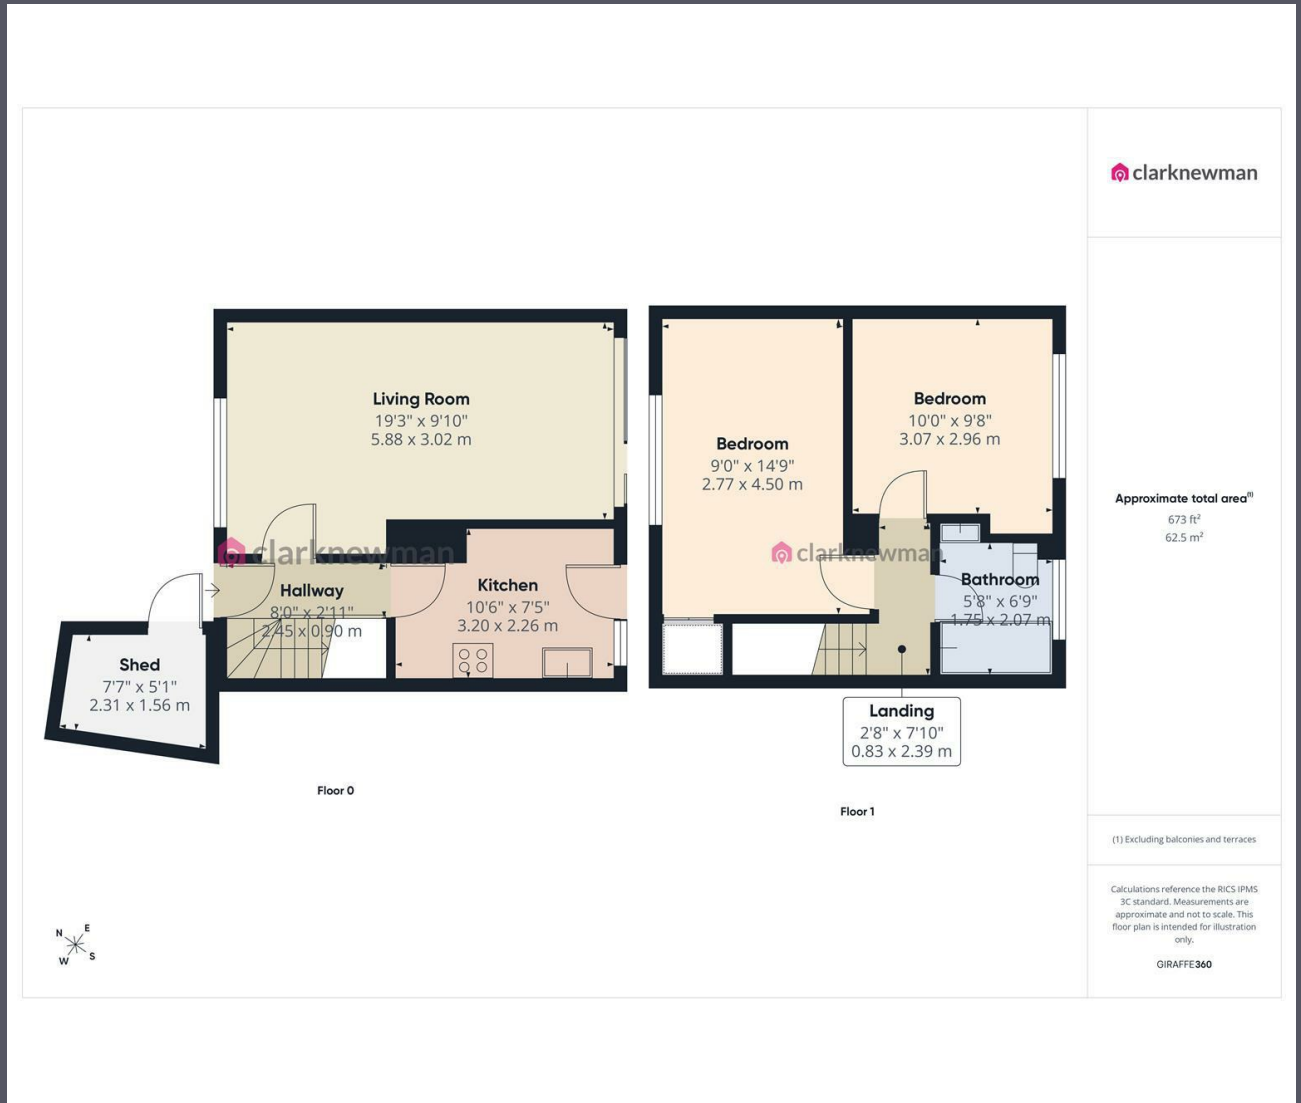 clarknewman
Approximate total area(1)
673 ft²
62.5 m²
(1) Excluding balconies and terraces
Calculations reference the RICS IPMS
3C standard. Measurements are
approximate and not to scale. This
floor plan is intended for illustration
only.
GIRAFFE360
Living Room
19'3" x 9'10"
5.88 x 3.02 m
clarknewman
Hallway
8'0" x 2'11"
2.45 x 0.90 m
Kitchen
10'6" x 7'5"
3.20 x 2.26 m
Shed
7'7" x 5'1"
2.31 x 1.56 m
Floor 0
Bedroom
9'0" x 14'9"
2.77 x 4.50 m
Bedroom
10'0" x 9'8"
3.07 x 2.96 m
clarknewman
Bathroom
5'8" x 6'9"
1.75 x 2.07 m
Landing
2'8" x 7'10"
0.83 x 2.39 m
Floor 1
N
E
W
S